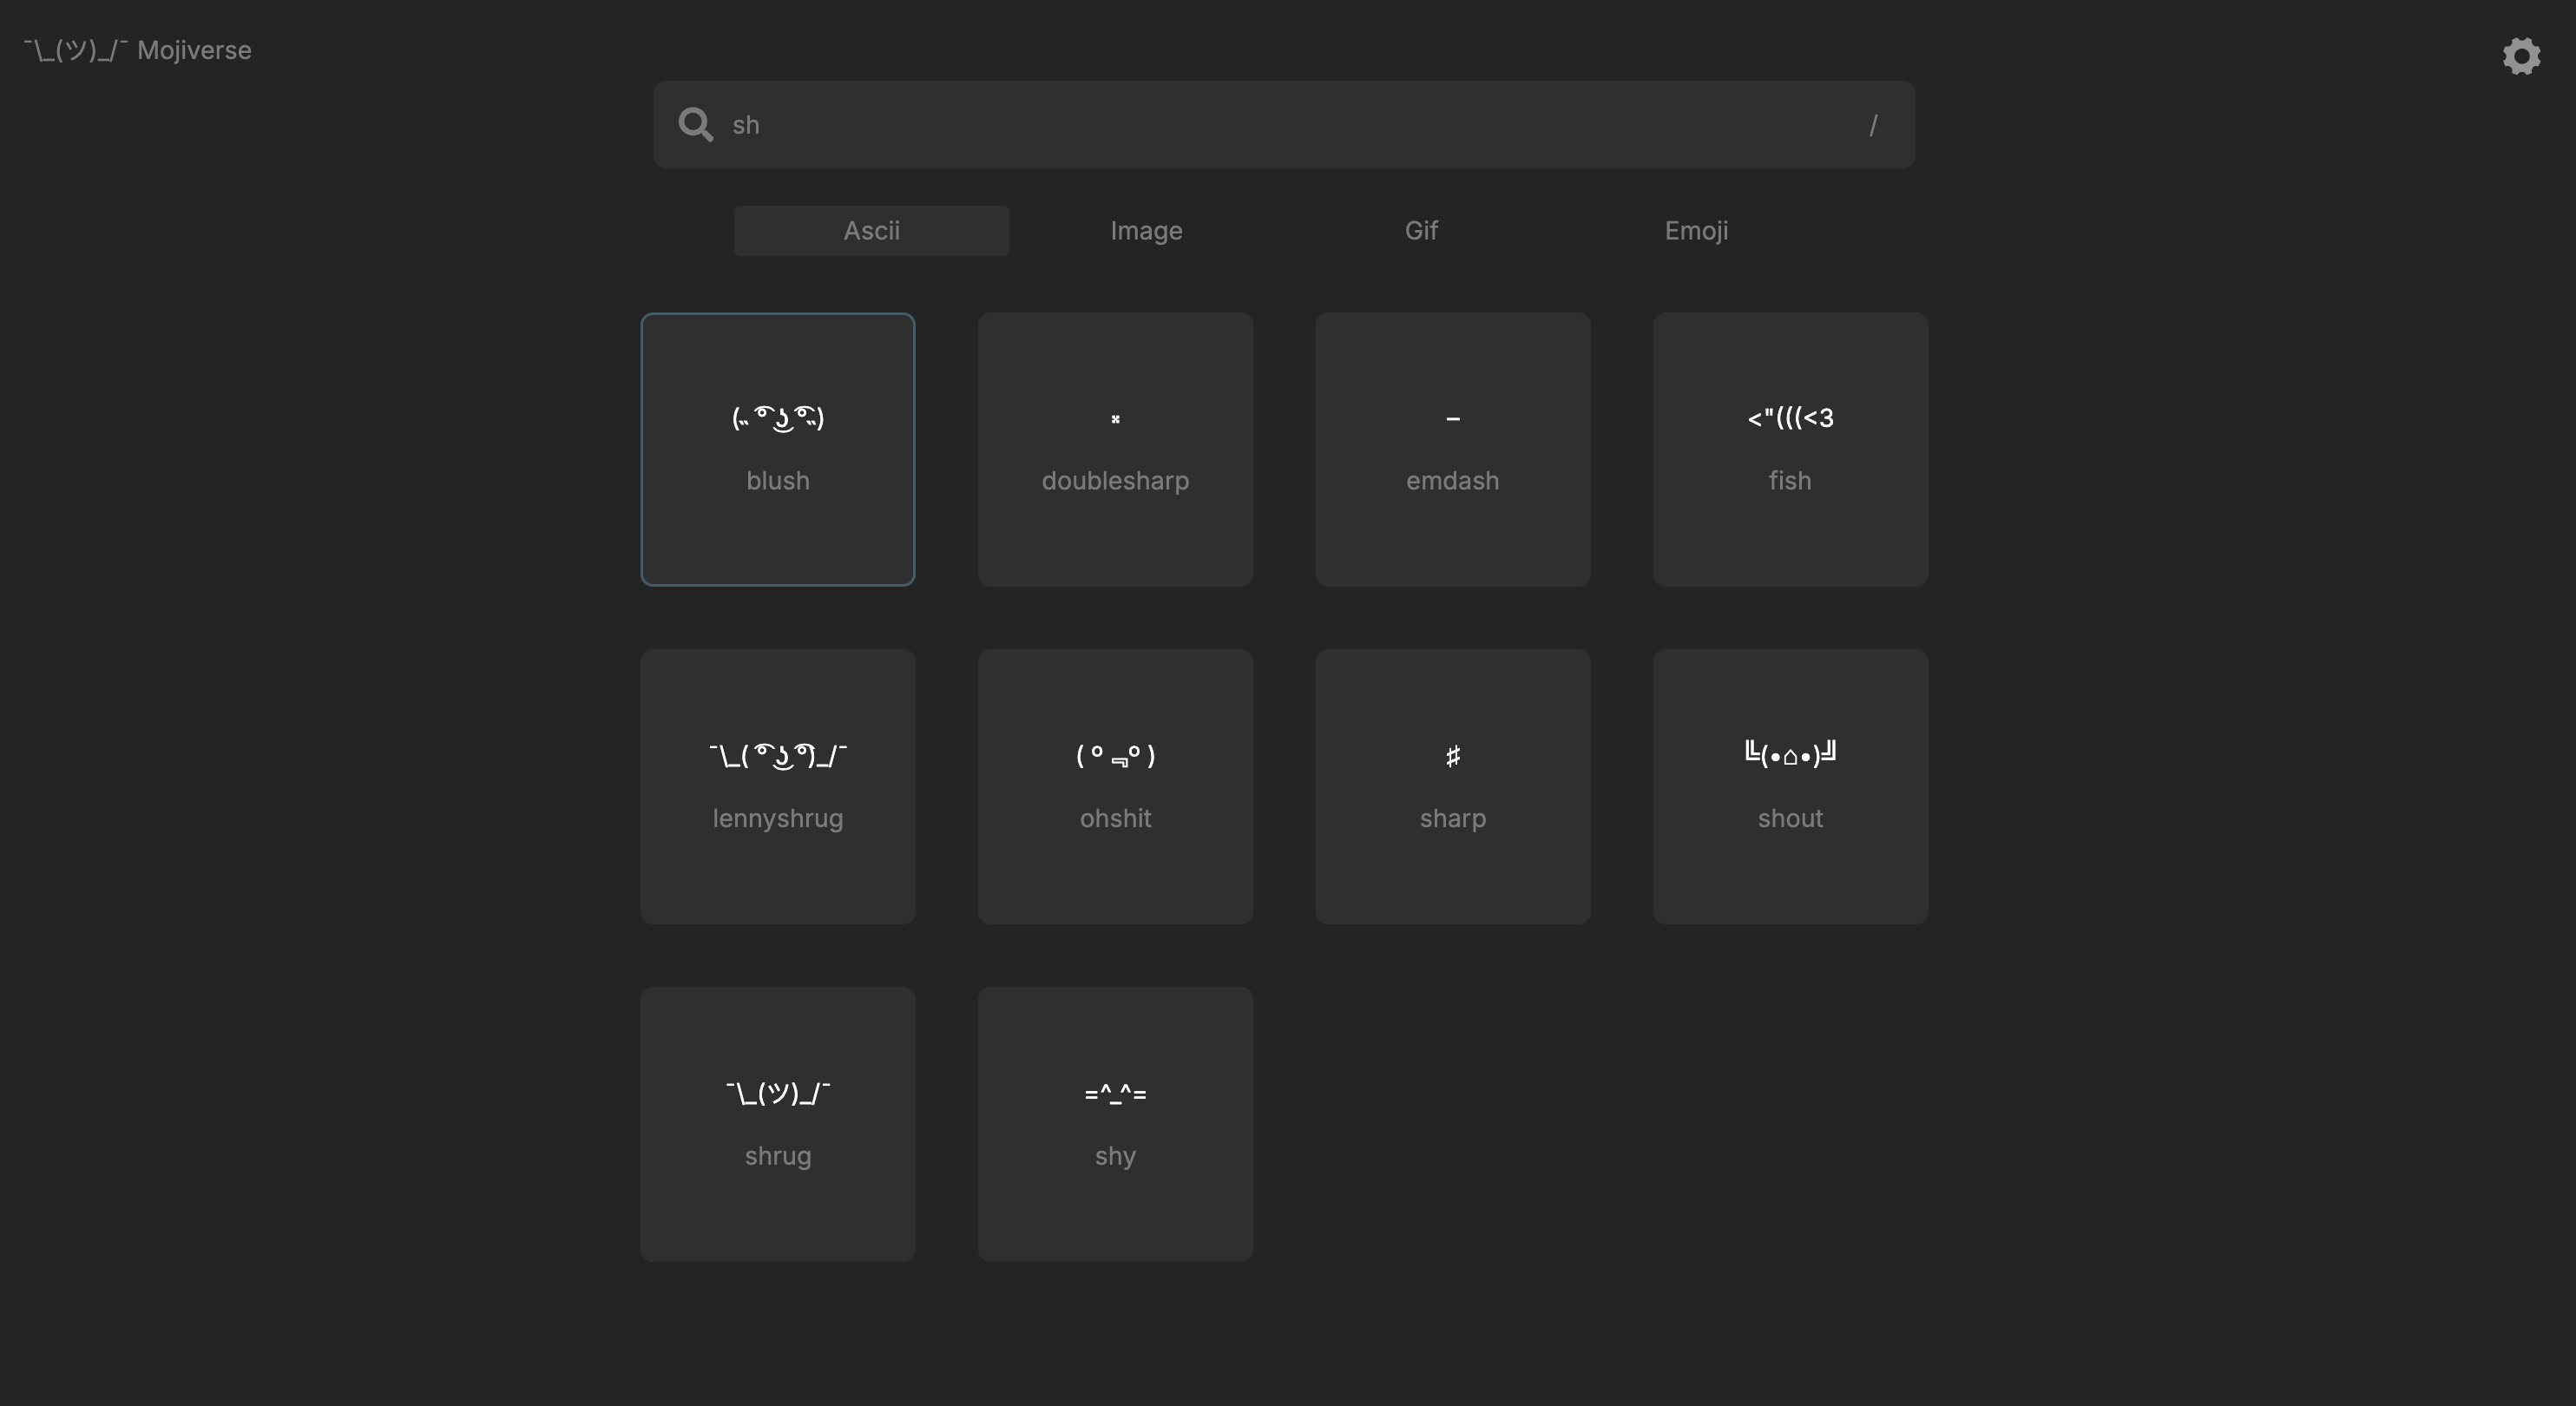 ¯\_(ツ)_/¯ Mojiverse
sh /
Ascii Image Gif Emoji
(˵ ͡° ͜ʖ ͡°˵) 𝄪 – <"(((<3
blush doublesharp emdash fish
¯\_( ͡° ͜ʖ ͡°)_/¯ ( º﹃º ) ♯ ╚(•⌂•)╝
lennyshrug ohshit sharp shout
¯\_(ツ)_/¯ =^_^=
shrug shy